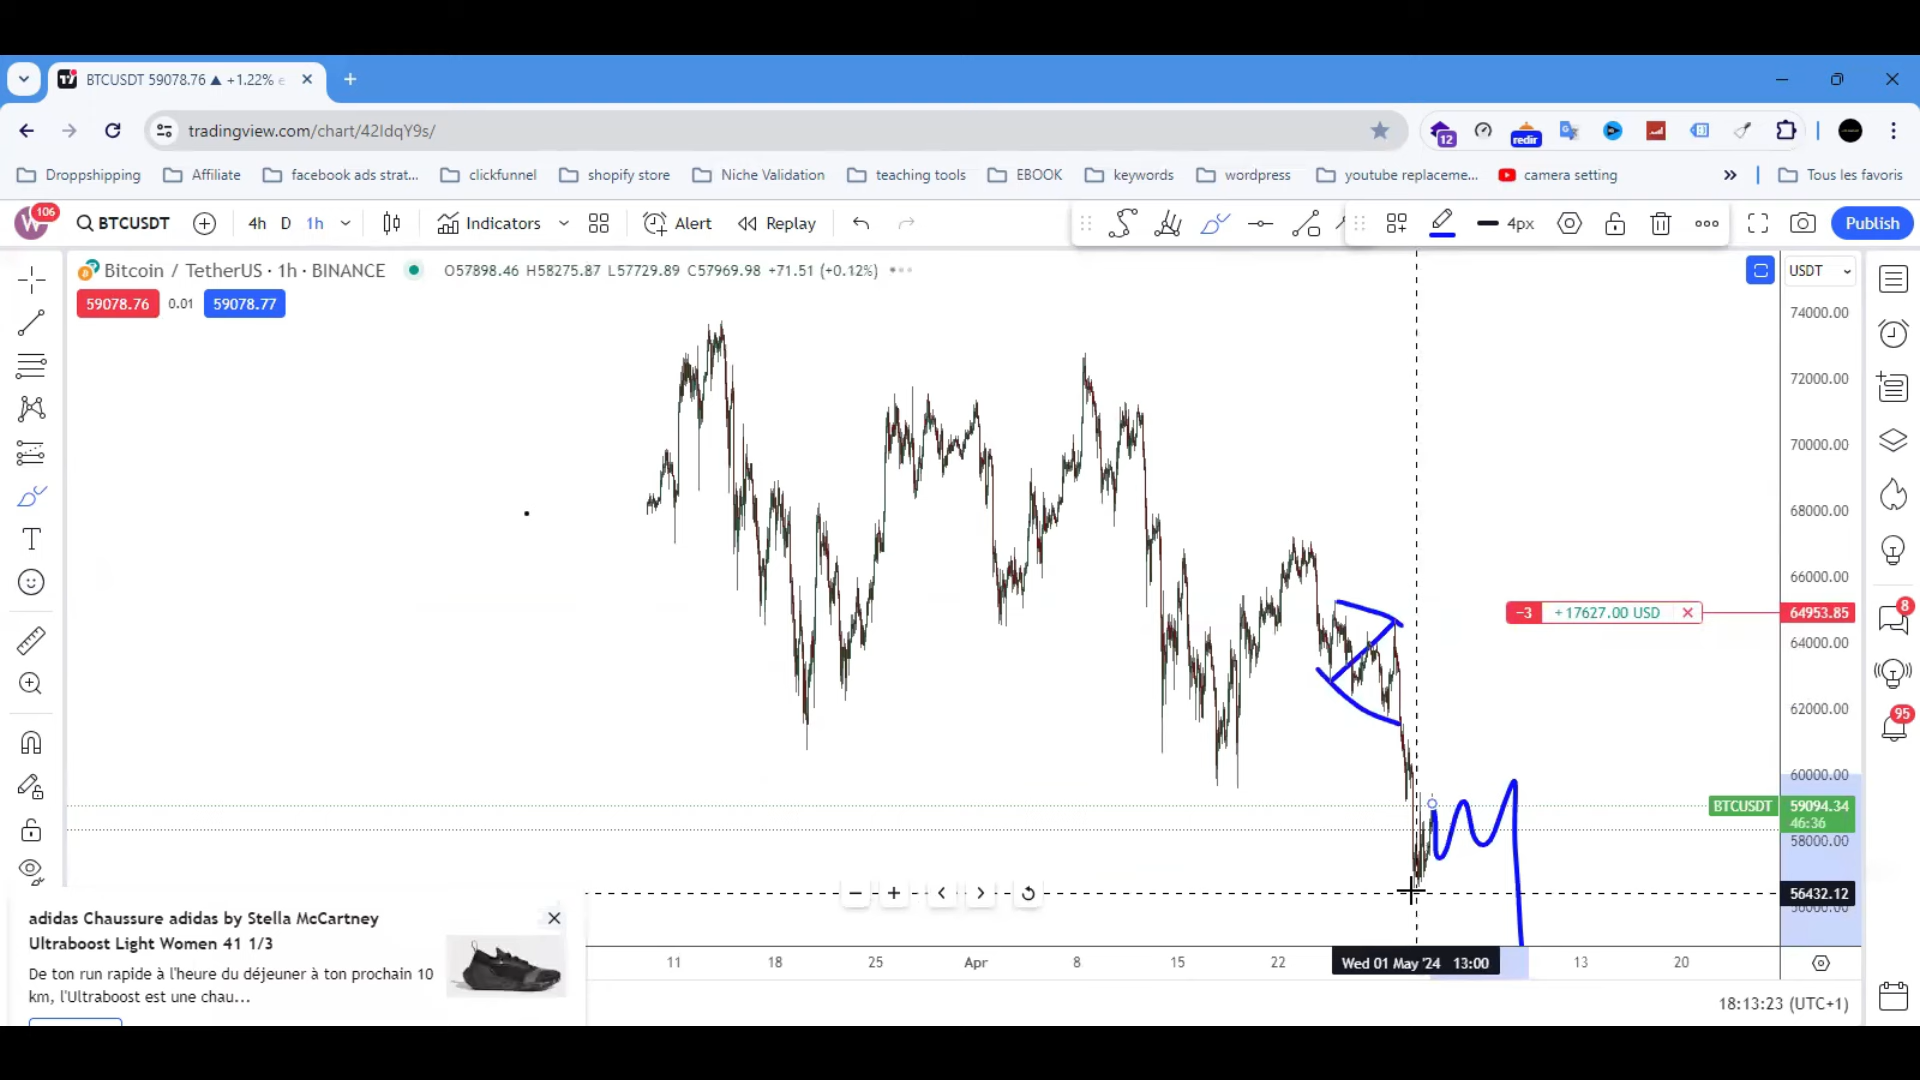 BTCUSDT 59078.76 ▲ +1.22%
tradingview.com/chart/42IdqY9s/
12
redir
Droppshipping
Affiliate
facebook ads strat...
clickfunnel
shopify store
Niche Validation
teaching tools
EBOOK
keywords
wordpress
youtube replaceme...
camera setting
Tous les favoris
W
106
BTCUSDT
4h D 1h
Indicators
Alert
Replay
4px
Publish
Bitcoin / TetherUS · 1h · BINANCE
O57898.46 H58275.87 L57729.89 C57969.98 +71.51 (+0.12%)
USDT
59078.76
0.01
59078.77
74000.00
72000.00
70000.00
68000.00
66000.00
−3 +17627.00 USD
64953.85
8
64000.00
62000.00
95
60000.00
BTCUSDT
59094.34
46:36
58000.00
56432.12
56000.00
adidas Chaussure adidas by Stella McCartney
Ultraboost Light Women 41 1/3
De ton run rapide à l'heure du déjeuner à ton prochain 10
km, l'Ultraboost est une chau...
11 18 25 Apr 8 15 22
Wed 01 May '24 13:00
13 20
18:13:23 (UTC+1)